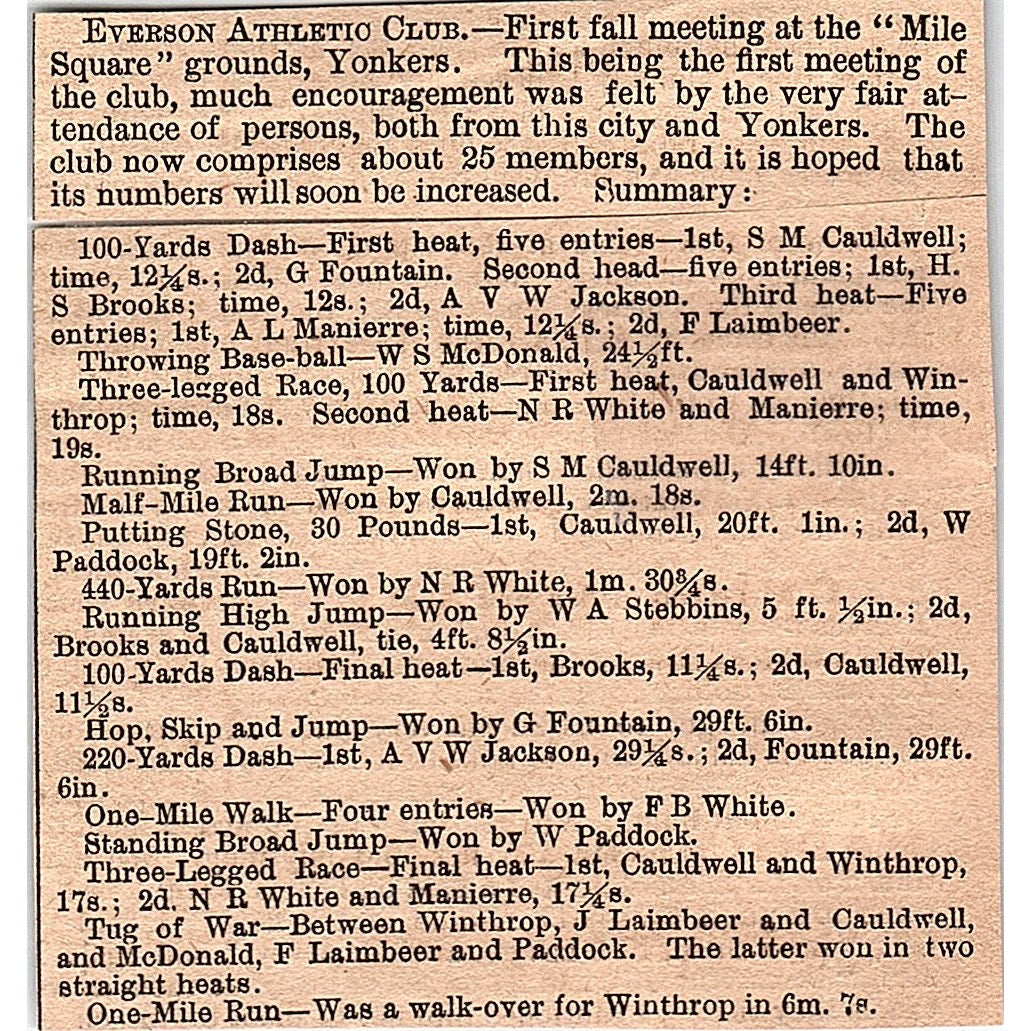 EVERSON ATHLETIC CLUB.—First fall meeting at the “Mile
Square” grounds, Yonkers. This being the first meeting of
the club, much encouragement was felt by the very fair at-
tendance of persons, both from this city and Yonkers. The
club now comprises about 25 members, and it is hoped that
its numbers will soon be increased. Summary:
100-Yards Dash—First heat, five entries—1st, S M Cauldwell;
time, 12¼s.; 2d, G Fountain. Second head—five entries; 1st, H.
S Brooks; time, 12s.; 2d, A V W Jackson. Third heat—Five
entries; 1st, A L Manierre; time, 12¼s.; 2d, F Laimbeer.
Throwing Base-ball—W S McDonald, 24½ft.
Three-legged Race, 100 Yards—First heat, Cauldwell and Win-
throp; time, 18s. Second heat—N R White and Manierre; time,
19s.
Running Broad Jump—Won by S M Cauldwell, 14ft. 10in.
Malf-Mile Run—Won by Cauldwell, 2m. 18s.
Putting Stone, 30 Pounds—1st, Cauldwell, 20ft. 1in.; 2d, W
Paddock, 19ft. 2in.
440-Yards Run—Won by N R White, 1m. 30¾s.
Running High Jump—Won by W A Stebbins, 5 ft. ½in.; 2d,
Brooks and Cauldwell, tie, 4ft. 8½in.
100-Yards Dash—Final heat—1st, Brooks, 11¼s.; 2d, Cauldwell,
11½s.
Hop, Skip and Jump—Won by G Fountain, 29ft. 6in.
220-Yards Dash—1st, A V W Jackson, 29¼s.; 2d, Fountain, 29ft.
6in.
One-Mile Walk—Four entries—Won by F B White.
Standing Broad Jump—Won by W Paddock.
Three-Legged Race—Final heat—1st, Cauldwell and Winthrop,
17s.; 2d. N R White and Manierre, 17¼s.
Tug of War—Between Winthrop, J Laimbeer and Cauldwell,
and McDonald, F Laimbeer and Paddock. The latter won in two
straight heats.
One-Mile Run—Was a walk-over for Winthrop in 6m. 7s.